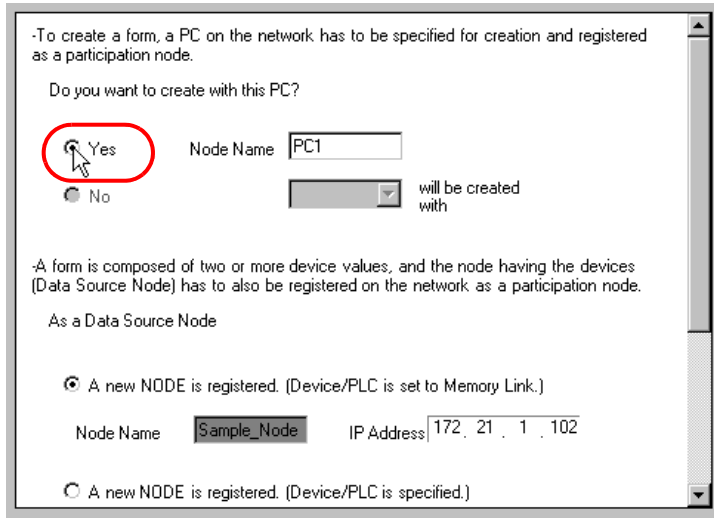 -To create a form, a PC on the network has to be specified for creation and registered
as a participation node.
Do you want to create with this PC?
Yes Node Name PC1
No will be created
with
-A form is composed of two or more device values, and the node having the devices
(Data Source Node) has to also be registered on the network as a participation node.
As a Data Source Node
A new NODE is registered. (Device/PLC is set to Memory Link.)
Node Name Sample_Node IP Address 172 . 21 . 1 . 102
A new NODE is registered. (Device/PLC is specified.)